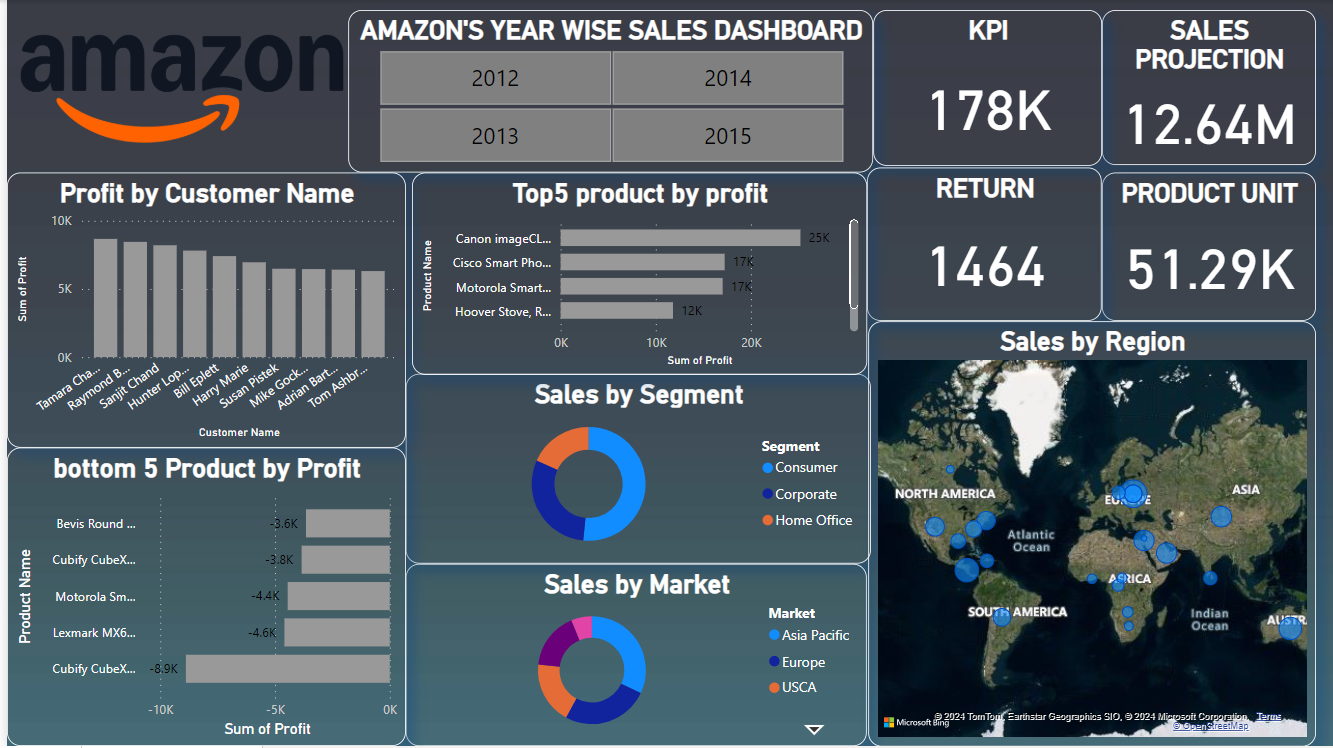 amazon
AMAZON'S YEAR WISE SALES DASHBOARD
2012
2014
2013
2015
KPI
178K
SALES
PROJECTION
12.64M
Profit by Customer Name
10K
5K
0K
Sum of Profit
Tamara Cha...
Raymond B...
Sanjit Chand
Hunter Lop...
Bill Eplett
Harry Marie
Susan Pistek
Mike Gock...
Adrian Bart...
Tom Ashbr...
Customer Name
Top5 product by profit
Product Name
Canon imageCL...
25K
Cisco Smart Pho...
17K
Motorola Smart...
17K
Hoover Stove, R...
12K
0K
10K
20K
Sum of Profit
RETURN
1464
PRODUCT UNIT
51.29K
bottom 5 Product by Profit
Product Name
Bevis Round ...
-3.6K
Cubify CubeX...
-3.8K
Motorola Sm...
-4.4K
Lexmark MX6...
-4.6K
Cubify CubeX...
-8.9K
-10K
-5K
0K
Sum of Profit
Sales by Segment
Segment
Consumer
Corporate
Home Office
Sales by Market
Market
Asia Pacific
Europe
USCA
Sales by Region
NORTH AMERICA
EUROPE
ASIA
Atlantic
Ocean
AFRICA
SOUTH AMERICA
Indian
Ocean
AUSTR
Microsoft Bing
© 2024 TomTom, Earthstar Geographics SIO, © 2024 Microsoft Corporation, Terms
© OpenStreetMap